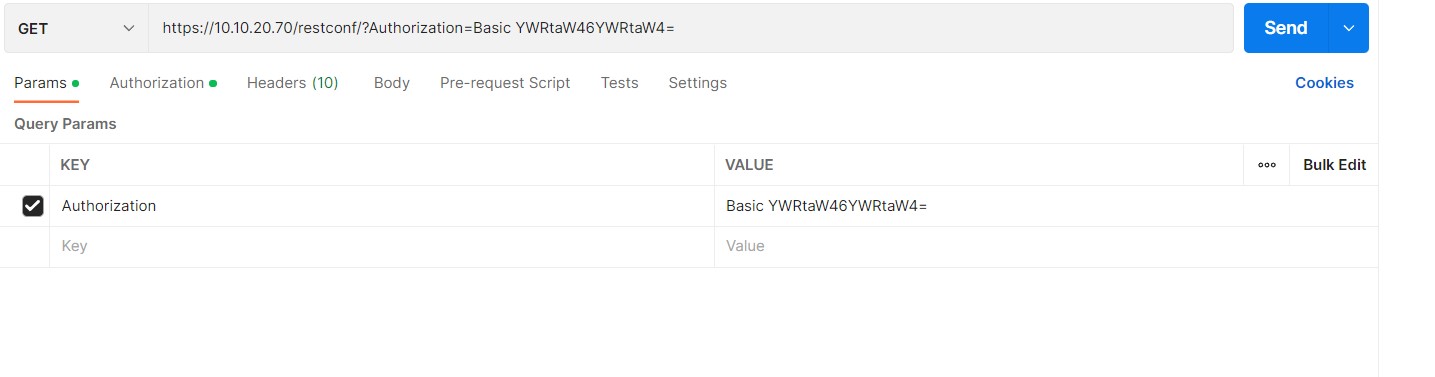 GET https://10.10.20.70/restconf/?Authorization=Basic YWRtaW46YWRtaW4= Send
Params Authorization Headers (10) Body Pre-request Script Tests Settings Cookies
Query Params
KEY VALUE ooo Bulk Edit
Authorization Basic YWRtaW46YWRtaW4=
Key Value